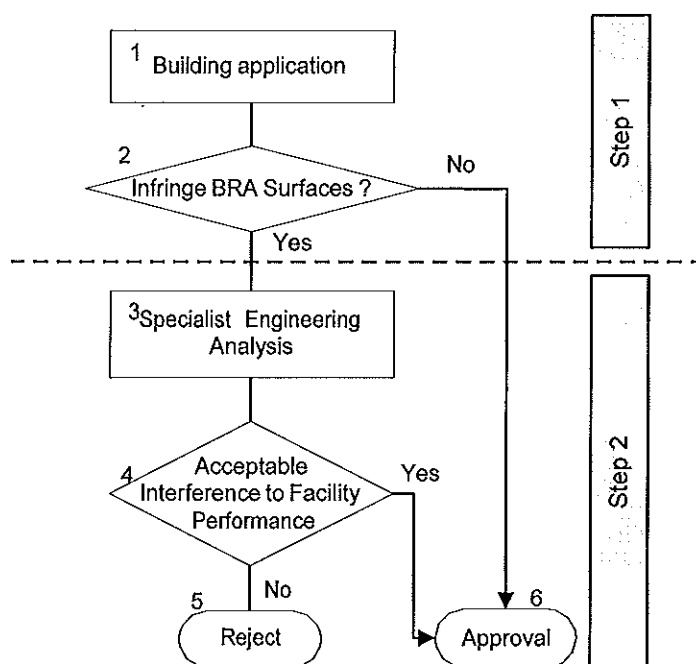 1
Building application
2
Infringe BRA Surfaces ?
No
Yes
Step 1
3
Specialist Engineering
Analysis
4
Acceptable
Interference to Facility
Performance
Yes
No
Step 2
5
Reject
6
Approval